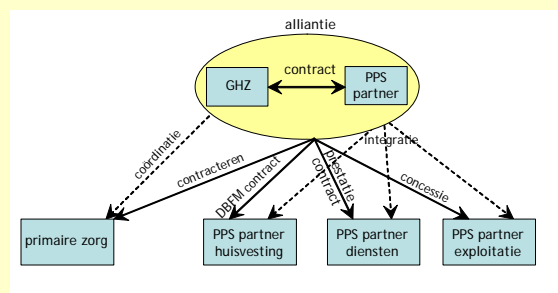 alliantie
contract
GHZ
PPS
partner
coördinatie
integratie
contracteren
DBFM contract
prestatie
contract
concessie
primaire zorg
PPS partner
huisvesting
PPS partner
diensten
PPS partner
exploitatie